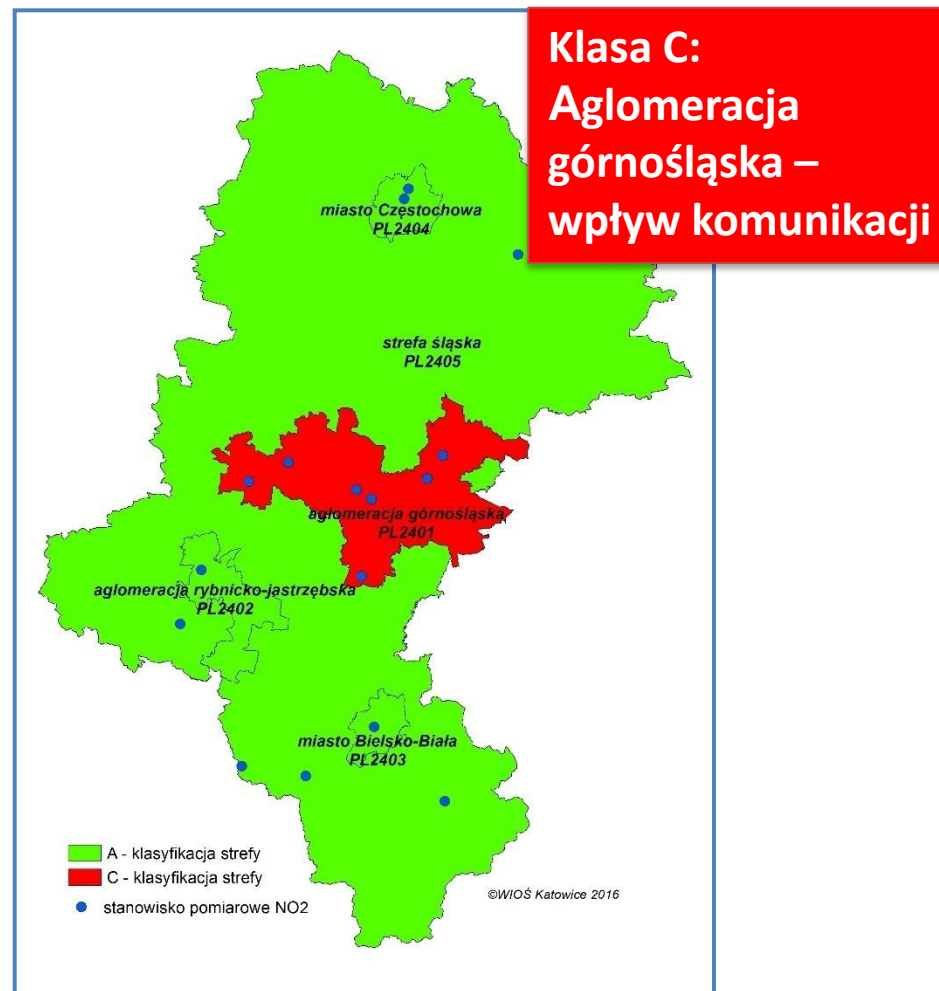 Klasa C:
Aglomeracja
górnośląska –
wpływ komunikacji
miasto Częstochowa
PL2404
strefa śląska
PL2405
aglomeracja górnośląska
PL2401
aglomeracja rybnicko-jastrzębska
PL2402
miasto Bielsko-Biała
PL2403
A - klasyfikacja strefy
C - klasyfikacja strefy
stanowisko pomiarowe NO2
©WIOŚ Katowice 2016